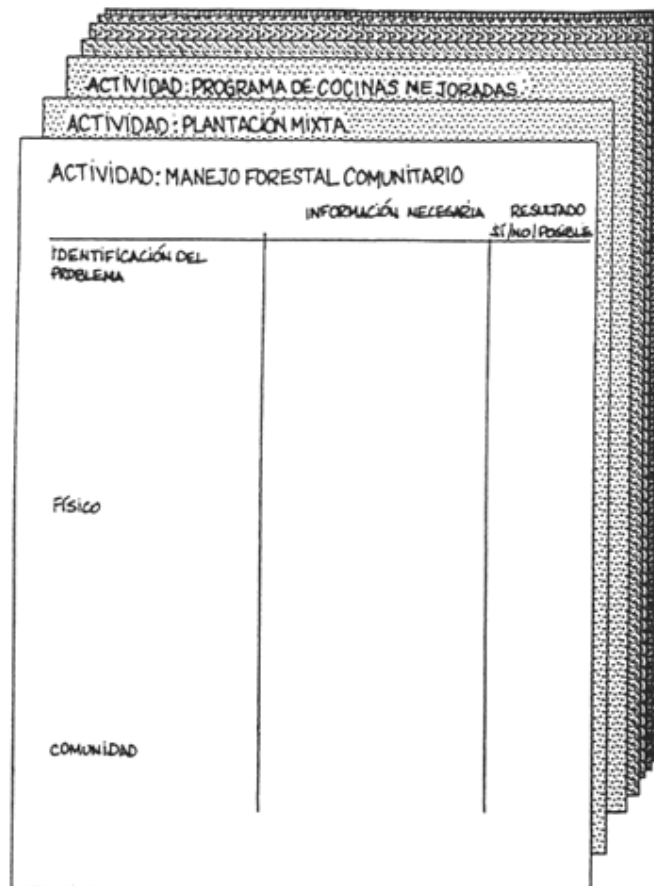 ACTIVIDAD: PROGRAMA DE COCINAS MEJORADAS
ACTIVIDAD: PLANTACIÓN MIXTA
ACTIVIDAD: MANEJO FORESTAL COMUNITARIO
INFORMACIÓN NECESARIA RESULTADO
SÍ/NO/POSIBLE
IDENTIFICACIÓN DEL
PROBLEMA
FÍSICO
COMUNIDAD